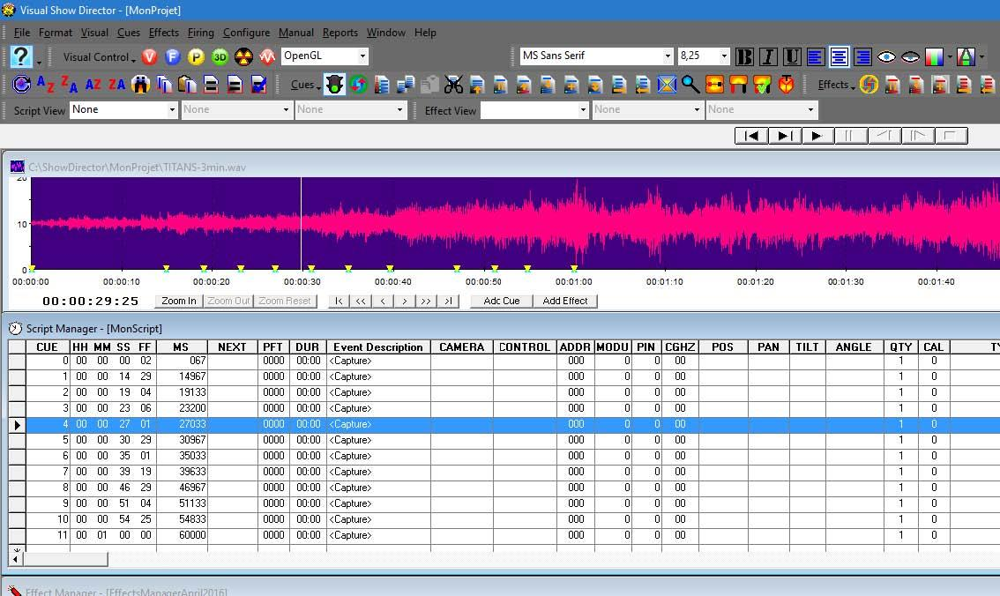 Visual Show Director - [MonProjet]
File Format Visual Cues Effects Firing Configure Manual Reports Window Help
? Visual Control V F P 3D OpenGL MS Sans Serif 8,25 B I U
A Z Z A AZ ZA Cues Effects
Script View None None None Effect View None None
C:\ShowDirector\MonProjet\TITANS-3min.wav
20
10
0
00:00:00 00:00:10 00:00:20 00:00:30 00:00:40 00:00:50 00:01:00 00:01:10 00:01:20 00:01:30 00:01:40
00:00:29:25 Zoom In Zoom Out Zoom Reset |< << < > >> >| Add Cue Add Effect
Script Manager - [MonScript]
CUE HH MM SS FF MS NEXT PFT DUR Event Description CAMERA CONTROL ADDR MODU PIN CGHZ POS PAN TILT ANGLE QTY CAL TY
0 00 00 00 02 067 0000 00:00 <Capture> 000 0 0 00 1 0
1 00 00 14 29 14967 0000 00:00 <Capture> 000 0 0 00 1 0
2 00 00 19 04 19133 0000 00:00 <Capture> 000 0 0 00 1 0
3 00 00 23 06 23200 0000 00:00 <Capture> 000 0 0 00 1 0
4 00 00 27 01 27033 0000 00:00 <Capture> 000 0 0 00 1 0
5 00 00 30 29 30967 0000 00:00 <Capture> 000 0 0 00 1 0
6 00 00 35 01 35033 0000 00:00 <Capture> 000 0 0 00 1 0
7 00 00 39 19 39633 0000 00:00 <Capture> 000 0 0 00 1 0
8 00 00 46 29 46967 0000 00:00 <Capture> 000 0 0 00 1 0
9 00 00 51 04 51133 0000 00:00 <Capture> 000 0 0 00 1 0
10 00 00 54 25 54833 0000 00:00 <Capture> 000 0 0 00 1 0
11 00 01 00 00 60000 0000 00:00 <Capture> 000 0 0 00 1 0
Effect Manager - [EffectsManagerApril2016]